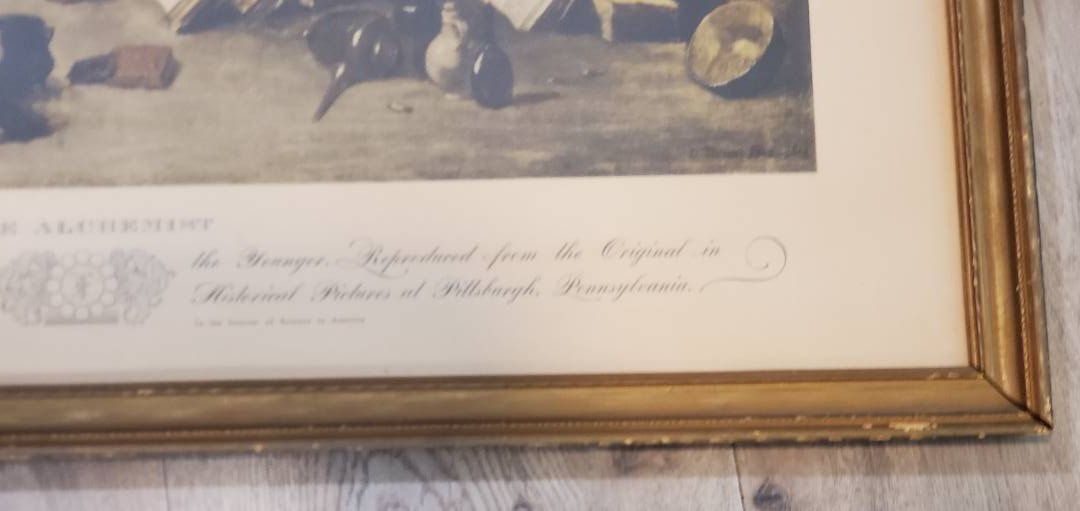 E ALCHEMIST
the Younger. Reproduced from the Original in
Historical Pictures at Pittsburgh, Pennsylvania.